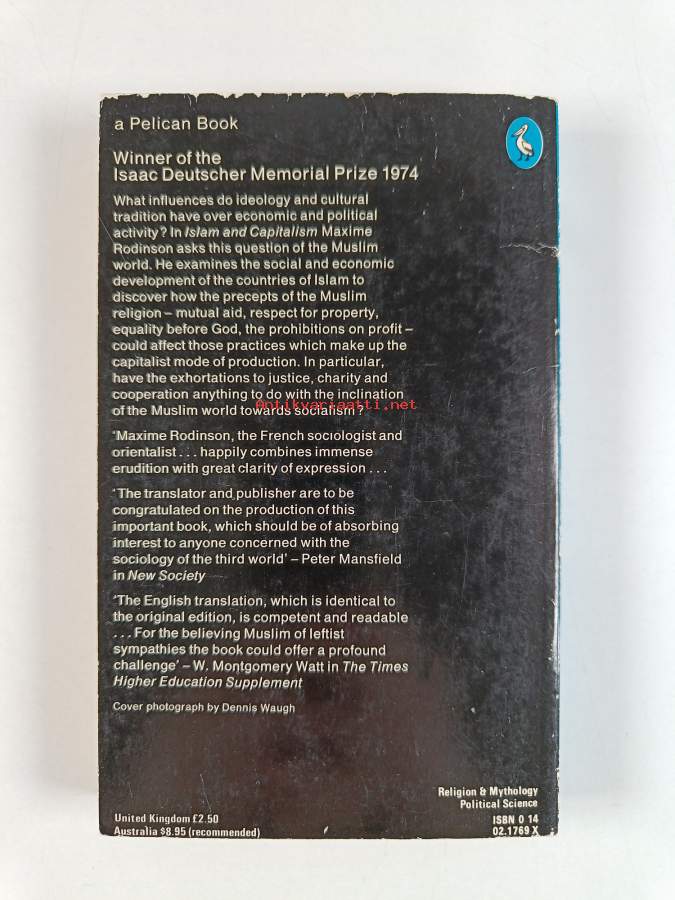 a Pelican Book
Winner of the
Isaac Deutscher Memorial Prize 1974
What influences do ideology and cultural
tradition have over economic and political
activity? In Islam and Capitalism Maxime
Rodinson asks this question of the Muslim
world. He examines the social and economic
development of the countries of Islam to
discover how the precepts of the Muslim
religion – mutual aid, respect for property,
equality before God, the prohibitions on profit –
could affect those practices which make up the
capitalist mode of production. In particular,
have the exhortations to justice, charity and
cooperation anything to do with the inclination
of the Muslim world towards socialism?
antikvariaatti.net
'Maxime Rodinson, the French sociologist and
orientalist . . . happily combines immense
erudition with great clarity of expression . . .
'The translator and publisher are to be
congratulated on the production of this
important book, which should be of absorbing
interest to anyone concerned with the
sociology of the third world' – Peter Mansfield
in New Society
'The English translation, which is identical to
the original edition, is competent and readable
. . . For the believing Muslim of leftist
sympathies the book could offer a profound
challenge' – W. Montgomery Watt in The Times
Higher Education Supplement
Cover photograph by Dennis Waugh
Religion & Mythology
Political Science
United Kingdom £2.50
Australia $8.95 (recommended)
ISBN 0 14
02.1769 X